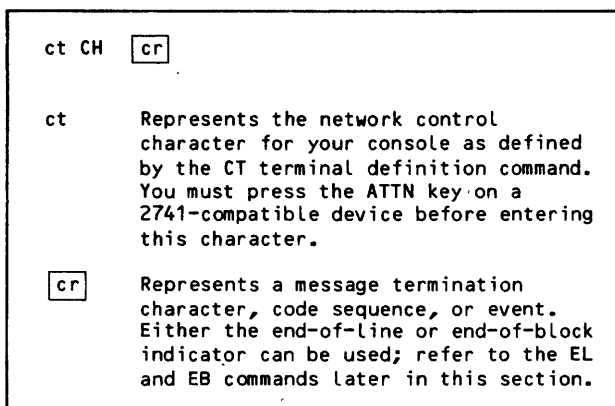 ct CH cr
ct Represents the network control
character for your console as defined
by the CT terminal definition command.
You must press the ATTN key on a
2741-compatible device before entering
this character.
cr Represents a message termination
character, code sequence, or event.
Either the end-of-line or end-of-block
indicator can be used; refer to the EL
and EB commands later in this section.